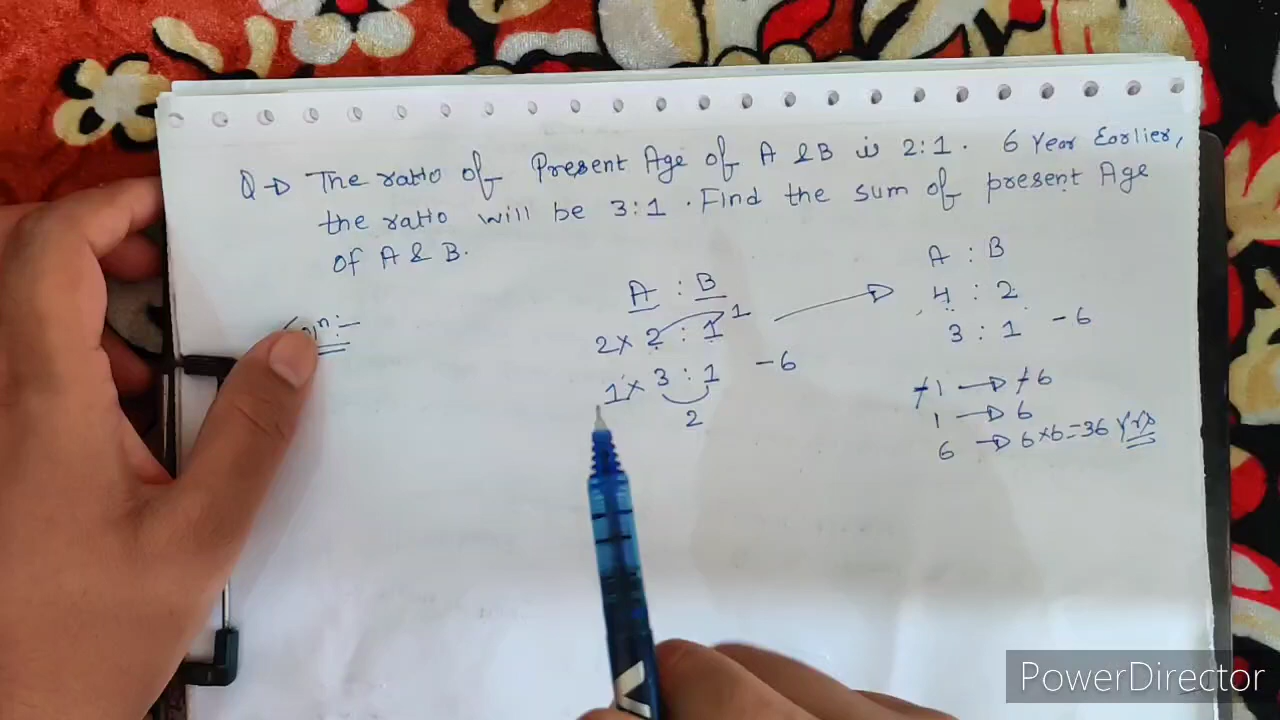 Q → The ratio of Present Age of A & B is 2:1. 6 Year Earlier,
the ratio will be 3:1. Find the sum of present Age
of A & B.
A : B
2× 2 : 1 1
1× 3 : 1 -6
2
A : B
4 : 2
3 : 1 -6
+1 → +6
1 → 6
6 → 6×6=36 Yrs
PowerDirector